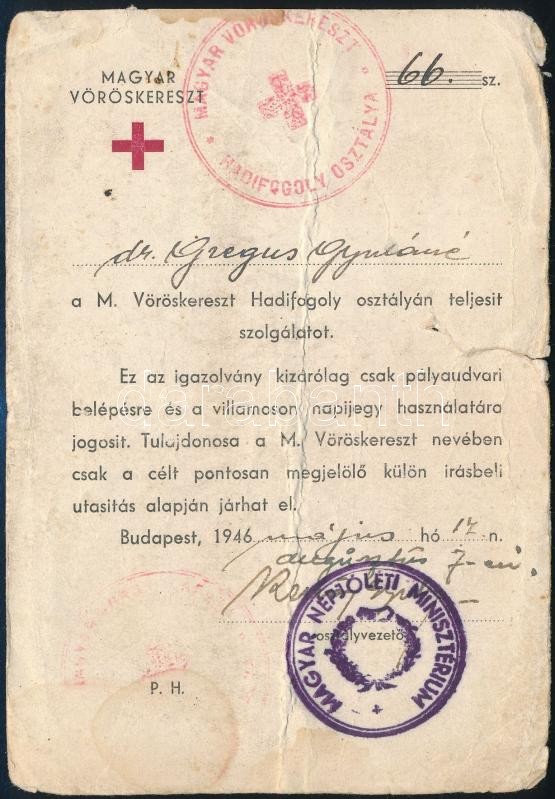 MAGYAR
VÖRÖSKERESZT
MAGYAR VÖRÖSKERESZT
* HADIFOGOLY OSZTÁLYA *
66. sz.
dr. Gregus Gyuláné
a M. Vöröskereszt Hadifogoly osztályán teljesit
szolgálatot.
Ez az igazolvány kizárólag csak pályaudvari
belépésre és a villamoson napijegy használatára
jogosit. Tulajdonosa a M. Vöröskereszt nevében
csak a célt pontosan megjelölő külön irásbeli
utasitás alapján járhat el.
Budapest, 1946 május hó 17-n.
augusztus 7-
osztályvezető
MAGYAR NÉPJÓLÉTI MINISZTÉRIUM
P. H.
darabanth